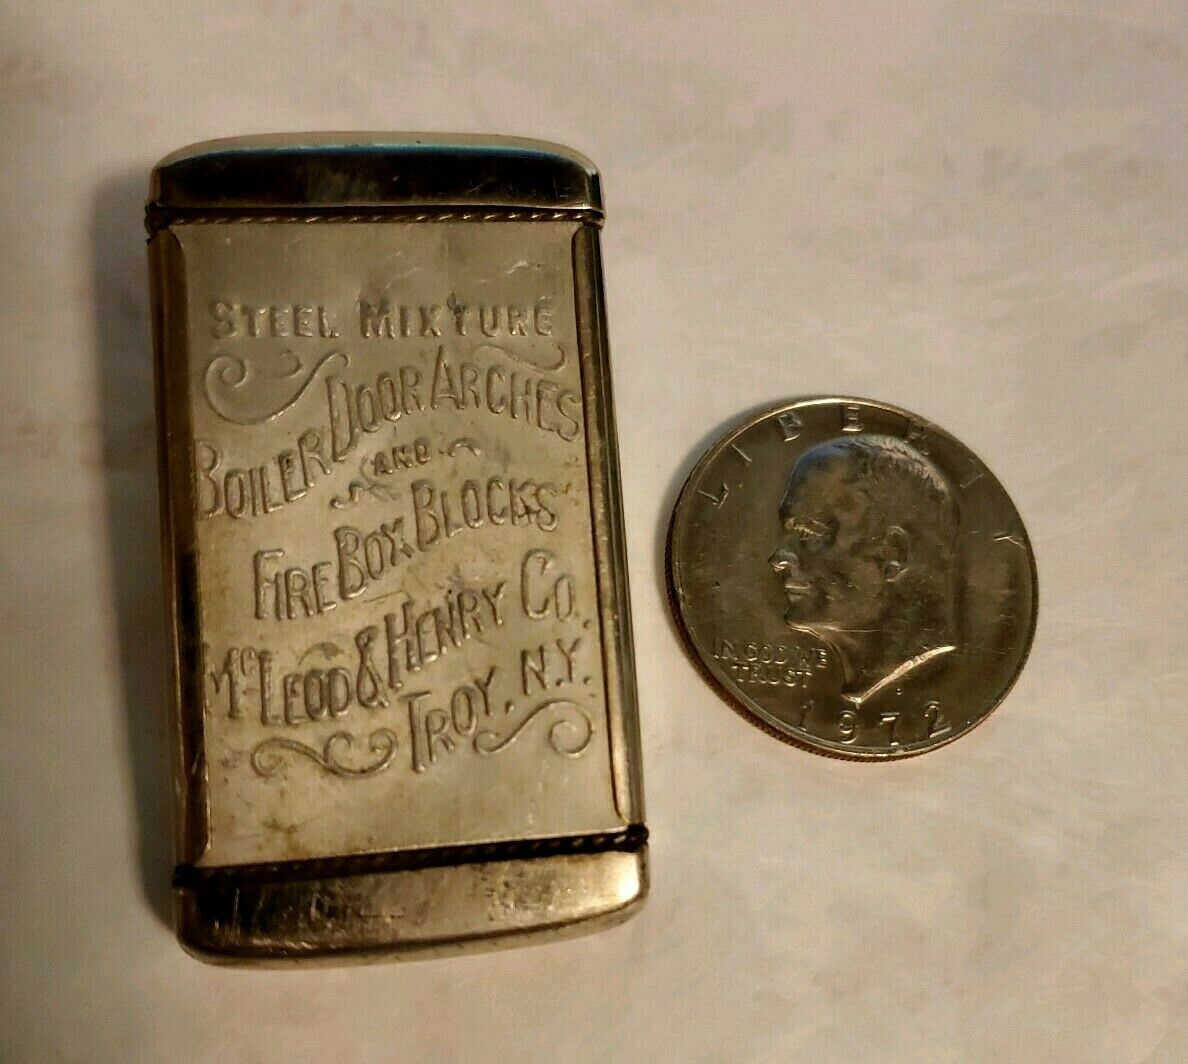 STEEL MIXTURE
BOILER DOOR ARCHES
AND
FIRE BOX BLOCKS
McLEOD & HENRY CO.
TROY, N.Y.
LIBERTY
IN GOD WE
TRUST
1972